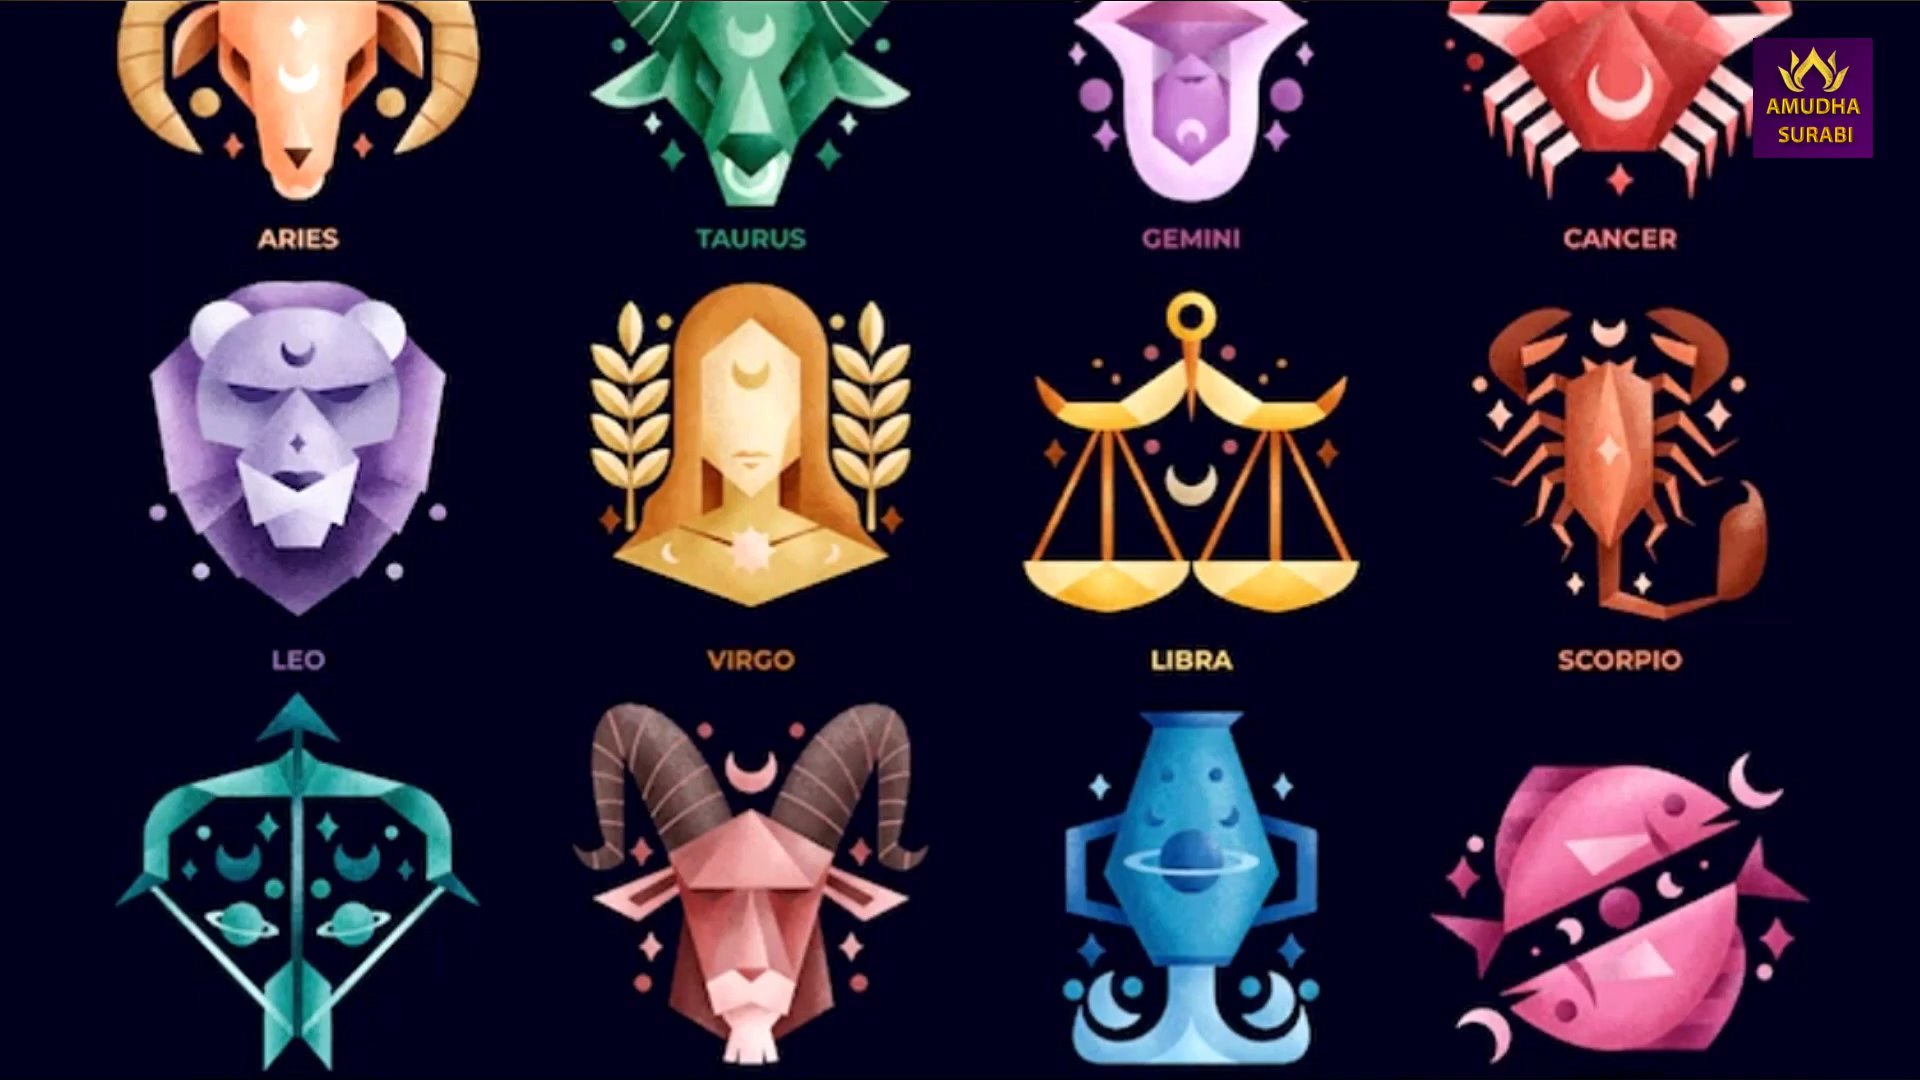 AMUDHA
SURABI
ARIES
TAURUS
GEMINI
CANCER
LEO
VIRGO
LIBRA
SCORPIO